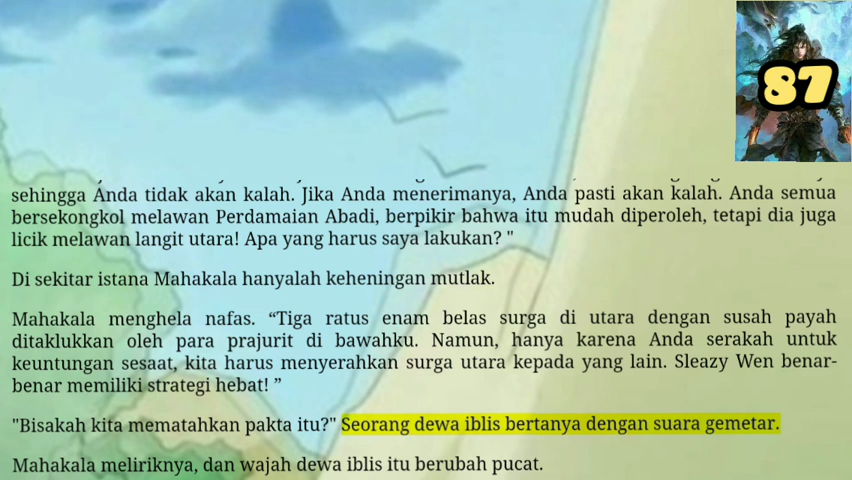 87
sehingga Anda tidak akan kalah. Jika Anda menerimanya, Anda pasti akan kalah. Anda semua
bersekongkol melawan Perdamaian Abadi, berpikir bahwa itu mudah diperoleh, tetapi dia juga
licik melawan langit utara! Apa yang harus saya lakukan? "
Di sekitar istana Mahakala hanyalah keheningan mutlak.
Mahakala menghela nafas. “Tiga ratus enam belas surga di utara dengan susah payah
ditaklukkan oleh para prajurit di bawahku. Namun, hanya karena Anda serakah untuk
keuntungan sesaat, kita harus menyerahkan surga utara kepada yang lain. Sleazy Wen benar-
benar memiliki strategi hebat! ”
"Bisakah kita mematahkan pakta itu?" Seorang dewa iblis bertanya dengan suara gemetar.
Mahakala meliriknya, dan wajah dewa iblis itu berubah pucat.